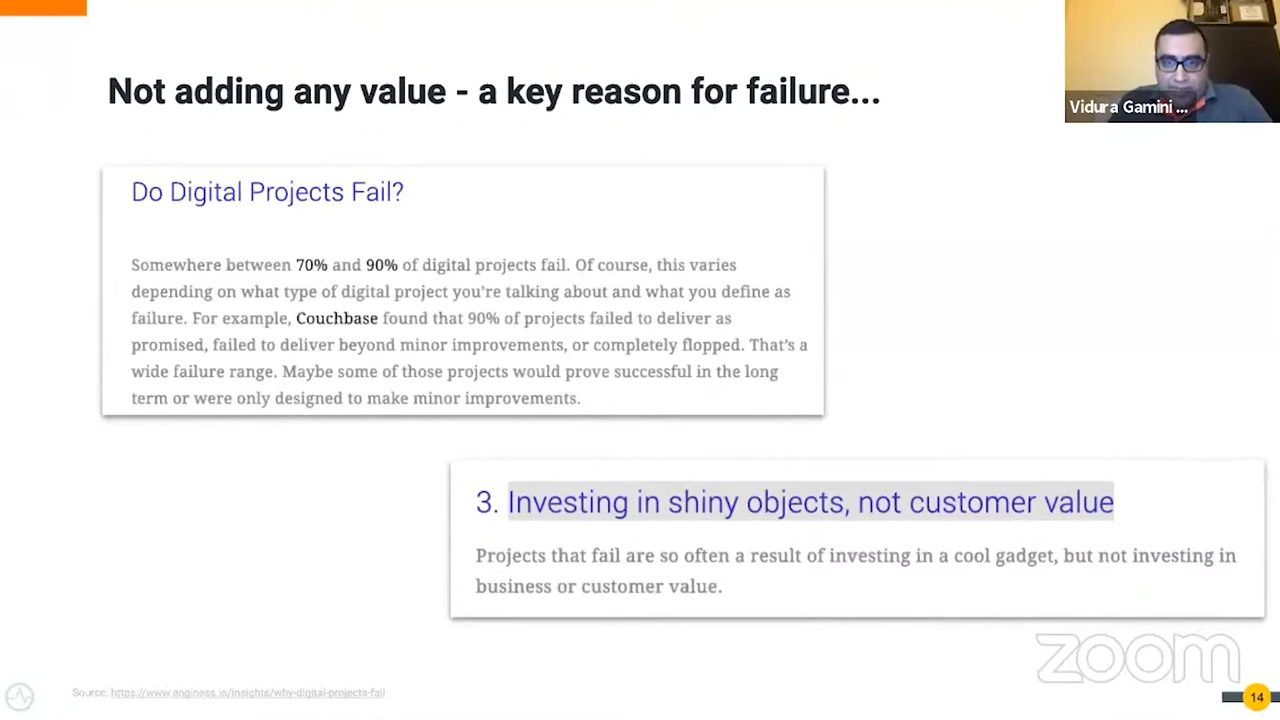 Not adding any value - a key reason for failure...
Vidura Gamini ...
Do Digital Projects Fail?
Somewhere between 70% and 90% of digital projects fail. Of course, this varies
depending on what type of digital project you're talking about and what you define as
failure. For example, Couchbase found that 90% of projects failed to deliver as
promised, failed to deliver beyond minor improvements, or completely flopped. That's a
wide failure range. Maybe some of those projects would prove successful in the long
term or were only designed to make minor improvements.
3. Investing in shiny objects, not customer value
Projects that fail are so often a result of investing in a cool gadget, but not investing in
business or customer value.
zoom
Source: https://www.engineess.io/insights/why-digital-projects-fail
14